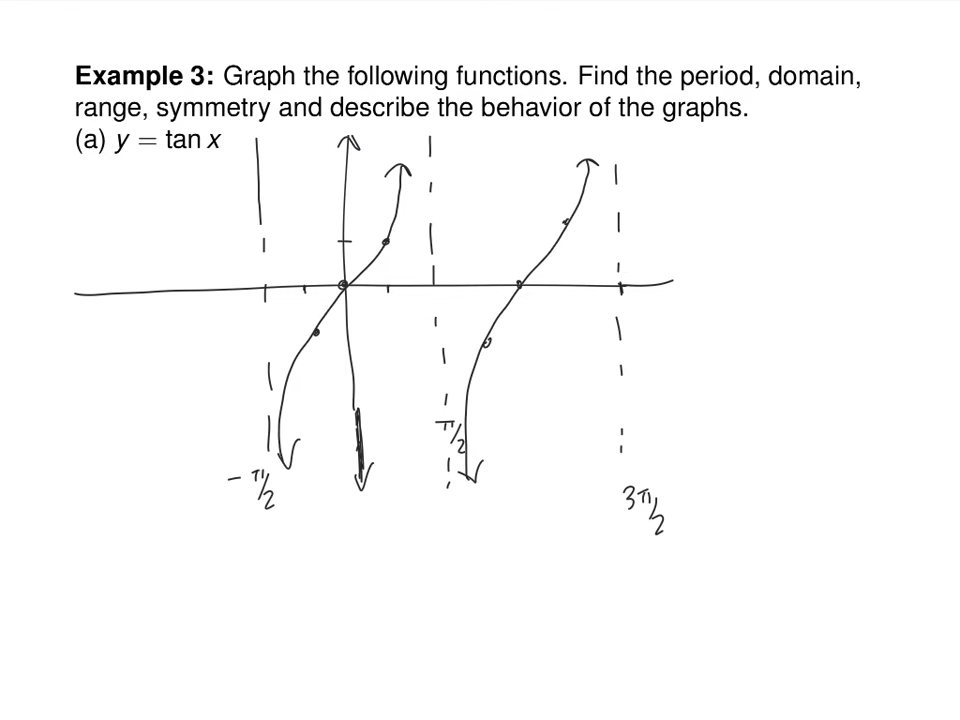 Example 3: Graph the following functions. Find the period, domain,
range, symmetry and describe the behavior of the graphs.
(a) y = tan x
π/2
- π/2
3π/2